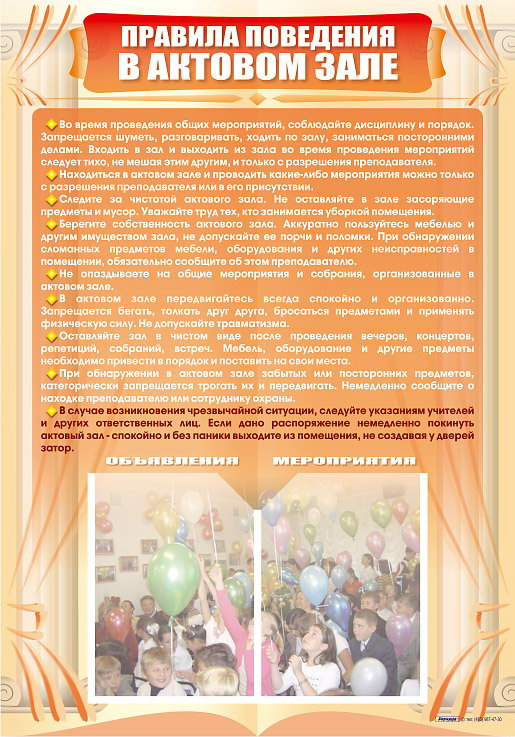 ПРАВИЛА ПОВЕДЕНИЯ
В АКТОВОМ ЗАЛЕ
Во время проведения общих мероприятий, соблюдайте дисциплину и порядок.
Запрещается шуметь, разговаривать, ходить по залу, заниматься посторонними
делами. Входить в зал и выходить из зала во время проведения мероприятий
следует тихо, не мешая этим другим, и только с разрешения преподавателя.
Находиться в актовом зале и проводить какие-либо мероприятия можно только
с разрешения преподавателя или в его присутствии.
Следите за чистотой актового зала. Не оставляйте в зале засоряющие
предметы и мусор. Уважайте труд тех, кто занимается уборкой помещения.
Берегите собственность актового зала. Аккуратно пользуйтесь мебелью и
другим имуществом зала, не допускайте ее порчи и поломки. При обнаружении
сломанных предметов мебели, оборудования и других неисправностей в
помещении, обязательно сообщите об этом преподавателю.
Не опаздываете на общие мероприятия и собрания, организованные в
актовом зале.
В актовом зале передвигайтесь всегда спокойно и организованно.
Запрещается бегать, толкать друг друга, бросаться предметами и применять
физическую силу. Не допускайте травматизма.
Оставляйте зал в чистом виде после проведения вечеров, концертов,
репетиций, собраний, встреч. Мебель, оборудование и другие предметы
необходимо привести в порядок и поставить на свои места.
При обнаружении в актовом зале забытых или посторонних предметов,
категорически запрещается трогать их и передвигать. Немедленно сообщите о
находке преподавателю или сотруднику охраны.
В случае возникновения чрезвычайной ситуации, следуйте указаниям учителей
и других ответственных лиц. Если дано распоряжение немедленно покинуть
актовый зал - спокойно и без паники выходите из помещения, не создавая у дверей
затор.
ОБЪЯВЛЕНИЯ МЕРОПРИЯТИЯ